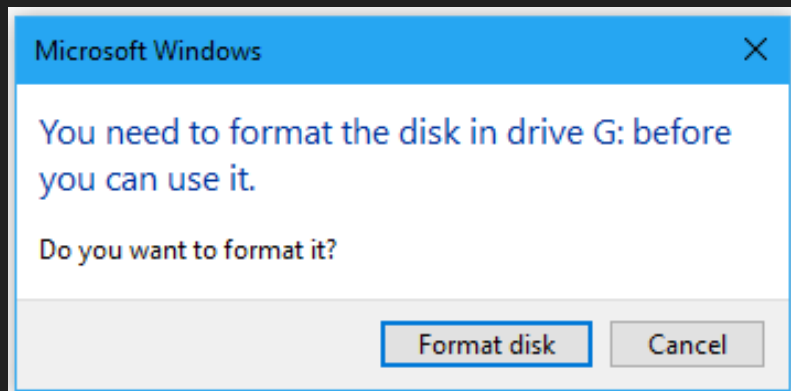 Microsoft Windows
You need to format the disk in drive G: before
you can use it.
Do you want to format it?
Format disk
Cancel